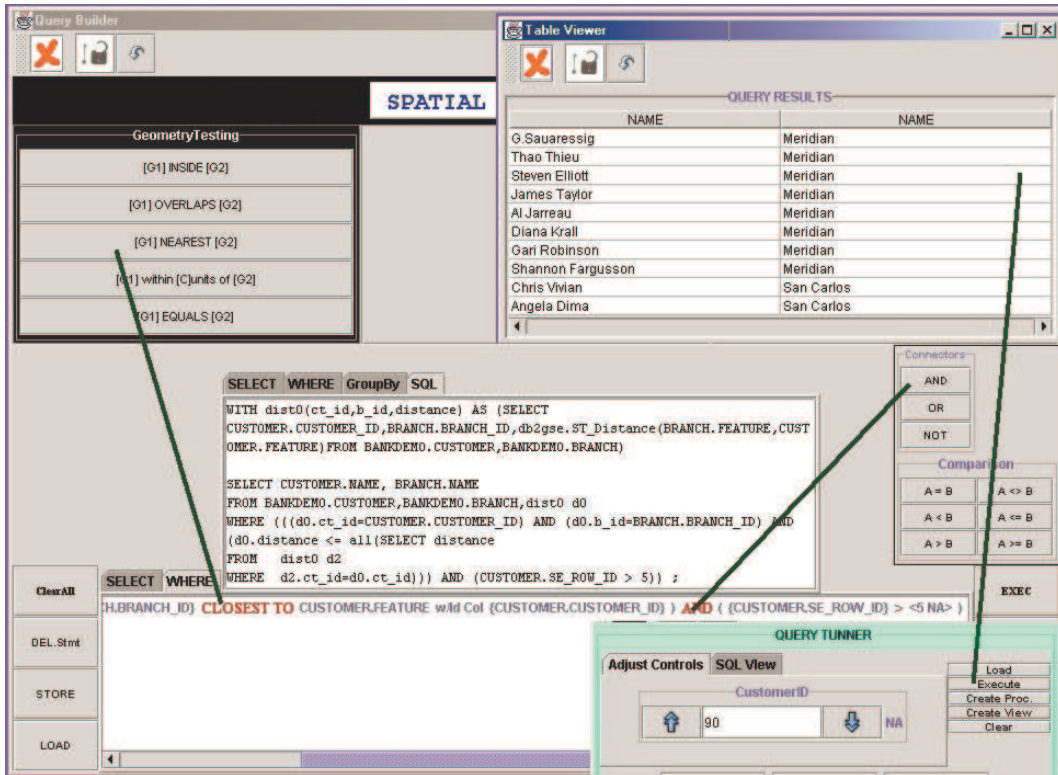 Query Builder
Table Viewer
SPATIAL
QUERY RESULTS
NAME NAME
G.Sauaressig Meridian
Thao Thieu Meridian
Steven Elliott Meridian
James Taylor Meridian
Al Jarreau Meridian
Diana Krall Meridian
Gari Robinson Meridian
Shannon Fargusson Meridian
Chris Vivian San Carlos
Angela Dima San Carlos
GeometryTesting
[G1] INSIDE [G2]
[G1] OVERLAPS [G2]
[G1] NEAREST [G2]
[G1] within [C]units of [G2]
[G1] EQUALS [G2]
Connectors
AND
OR
NOT
Comparison
A = B A <> B
A < B A <= B
A > B A >= B
EXEC
SELECT WHERE GroupBy SQL
WITH dist0(ct_id,b_id,distance) AS (SELECT
CUSTOMER.CUSTOMER_ID,BRANCH.BRANCH_ID,db2gse.ST_Distance(BRANCH.FEATURE,CUST
OMER.FEATURE)FROM BANKDEMO.CUSTOMER,BANKDEMO.BRANCH)
SELECT CUSTOMER.NAME, BRANCH.NAME
FROM BANKDEMO.CUSTOMER,BANKDEMO.BRANCH,dist0 d0
WHERE (((d0.ct_id=CUSTOMER.CUSTOMER_ID) AND (d0.b_id=BRANCH.BRANCH_ID) AND
(d0.distance <= all(SELECT distance
FROM dist0 d2
WHERE d2.ct_id=d0.ct_id))) AND (CUSTOMER.SE_ROW_ID > 5)) ;
ClearAll
DEL.Stmt
STORE
LOAD
SELECT WHERE
H.BRANCH_ID} CLOSEST TO CUSTOMER.FEATURE w/Id Col {CUSTOMER.CUSTOMER_ID} ) AND ( {CUSTOMER.SE_ROW_ID} > <5 NA> )
QUERY TUNNER
Adjust Controls SQL View
CustomerID
90 NA
Load
Execute
Create Proc.
Create View
Clear